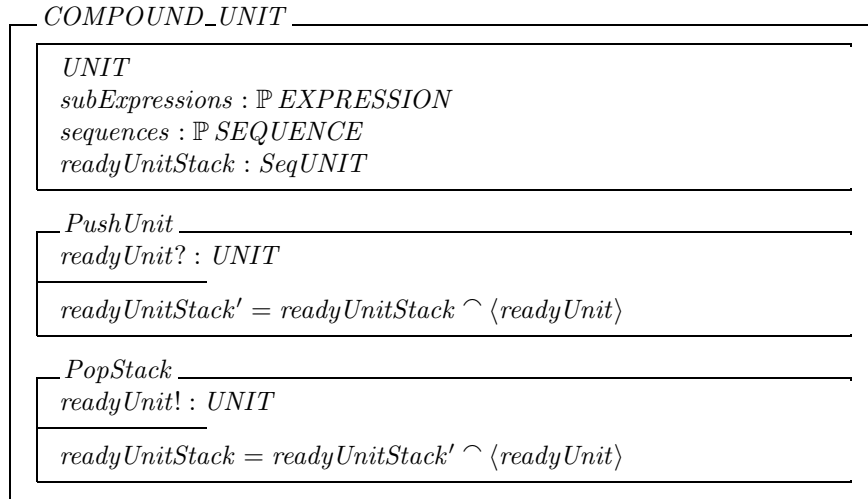 COMPOUND_UNIT
UNIT
subExpressions : ℙ EXPRESSION
sequences : ℙ SEQUENCE
readyUnitStack : SeqUNIT
PushUnit
readyUnit? : UNIT
readyUnitStack′ = readyUnitStack ⌢ ⟨readyUnit⟩
PopStack
readyUnit! : UNIT
readyUnitStack = readyUnitStack′ ⌢ ⟨readyUnit⟩